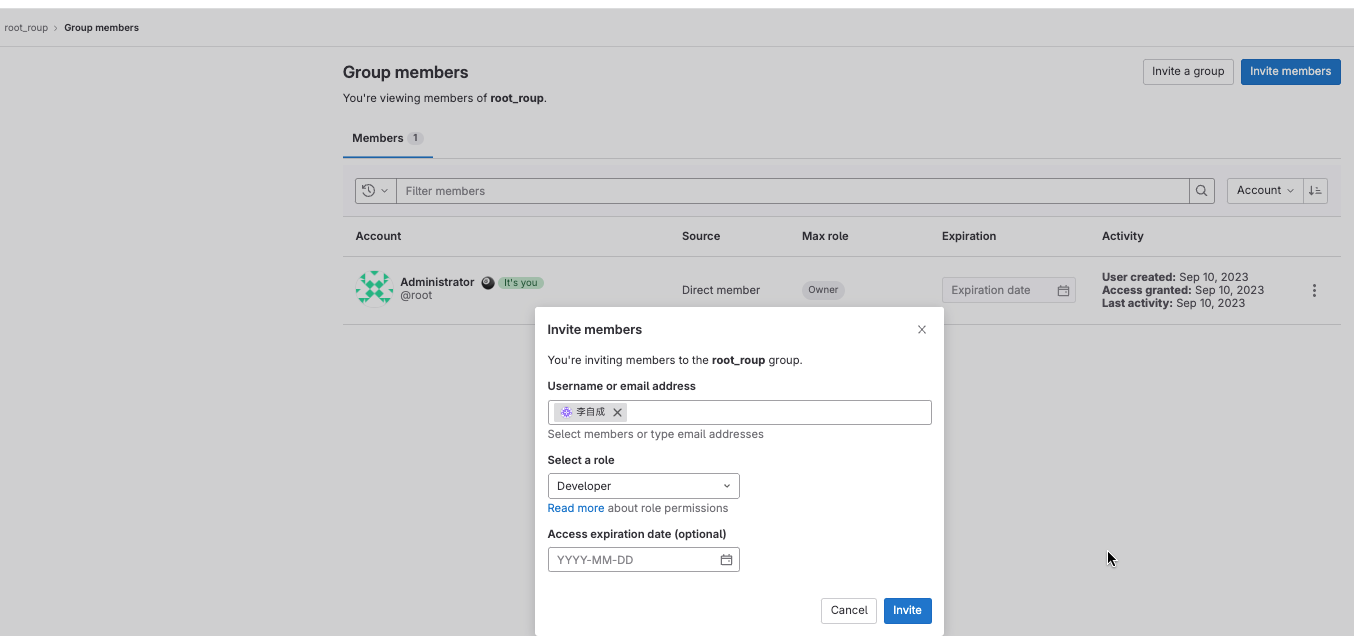 root_roup › Group members
Group members
Invite a group
Invite members
You're viewing members of root_roup.
Members 1
Filter members
Account
Account Source Max role Expiration Activity
Administrator It's you
@root
Direct member
Owner
Expiration date
User created: Sep 10, 2023
Access granted: Sep 10, 2023
Last activity: Sep 10, 2023
Invite members
You're inviting members to the root_roup group.
Username or email address
李自成
Select members or type email addresses
Select a role
Developer
Read more about role permissions
Access expiration date (optional)
YYYY-MM-DD
Cancel
Invite